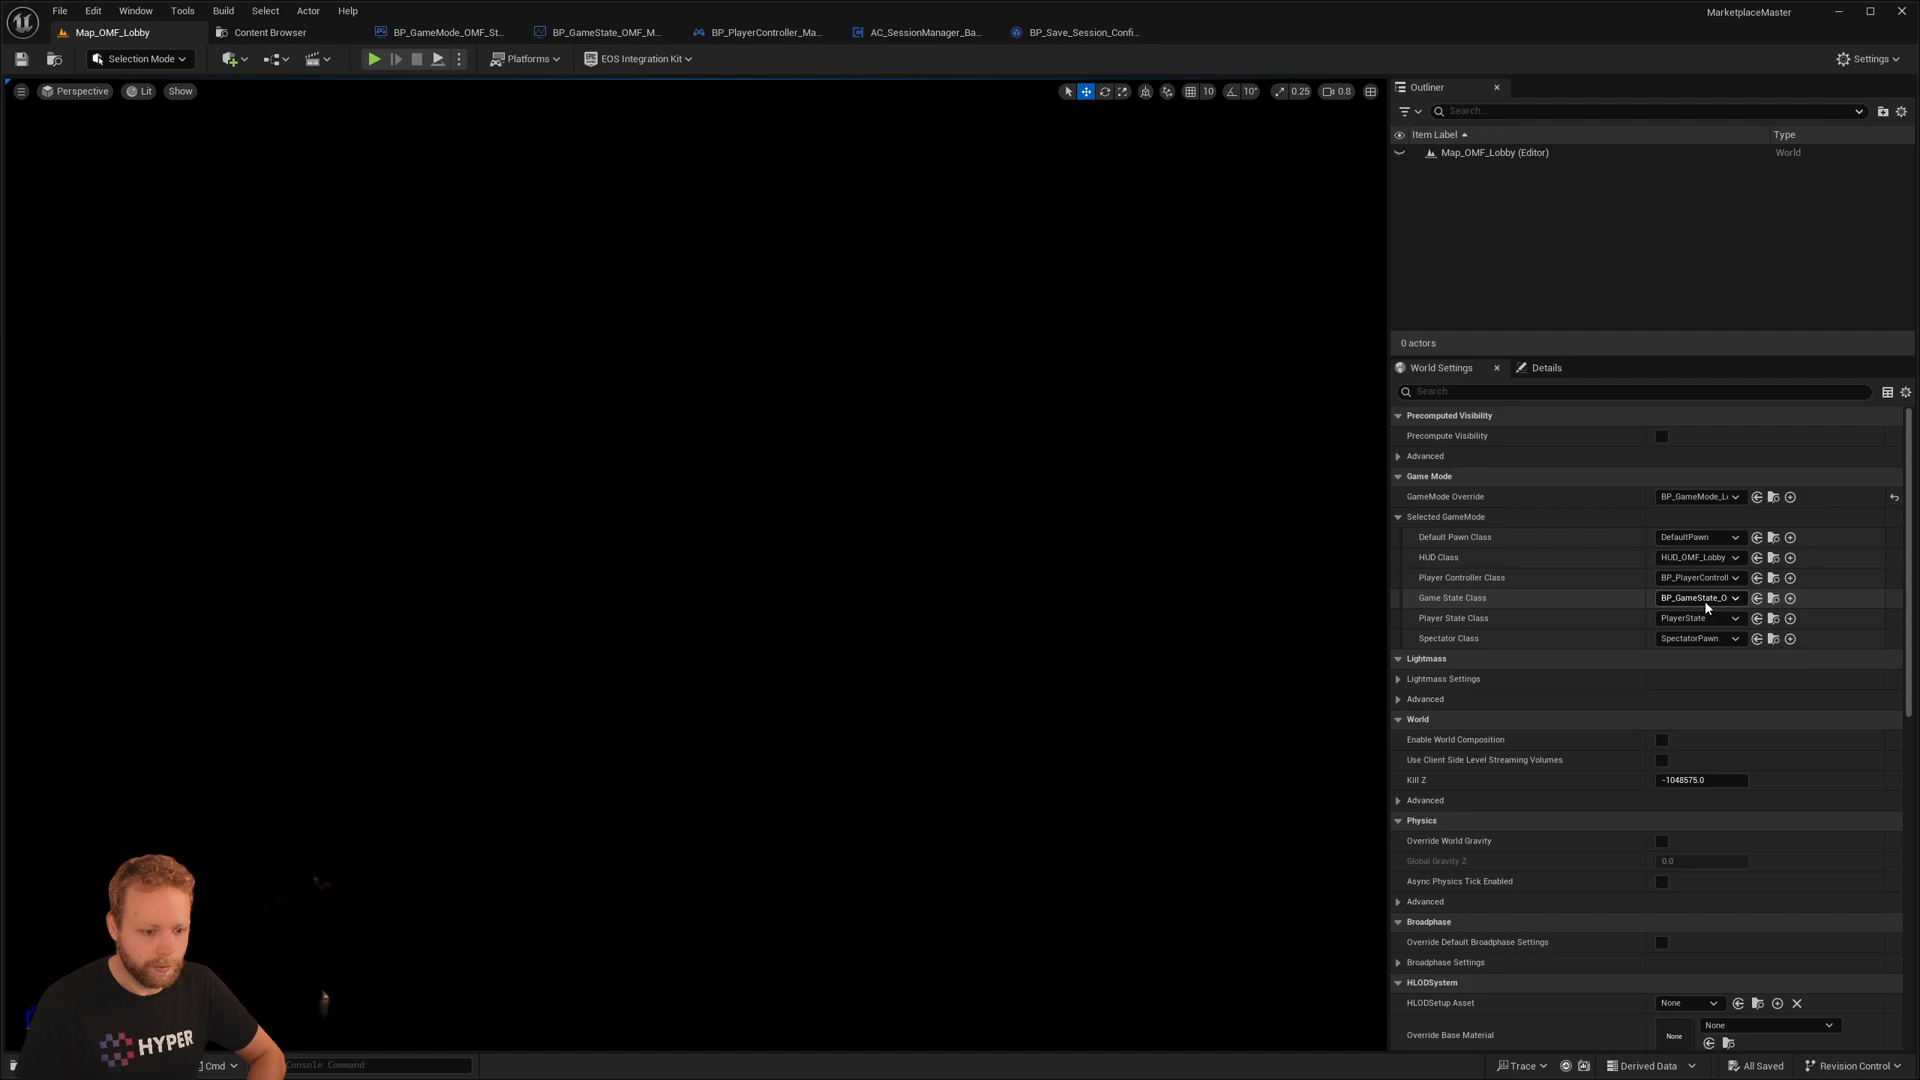 File Edit Window Tools Build Select Actor Help
MarketplaceMaster
Map_OMF_Lobby
Content Browser
BP_GameMode_OMF_St...
BP_GameState_OMF_M...
BP_PlayerController_Ma...
AC_SessionManager_Ba...
BP_Save_Session_Confi...
Selection Mode
Platforms
EOS Integration Kit
Settings
Perspective
Lit
Show
10
10°
0.25
0.8
Outliner
Search...
Item Label
Type
Map_OMF_Lobby (Editor)
World
0 actors
World Settings
Details
Search
Precomputed Visibility
Precompute Visibility
Advanced
Game Mode
GameMode Override
BP_GameMode_L
Selected GameMode
Default Pawn Class
DefaultPawn
HUD Class
HUD_OMF_Lobby
Player Controller Class
BP_PlayerControll
Game State Class
BP_GameState_O
Player State Class
PlayerState
Spectator Class
SpectatorPawn
Lightmass
Lightmass Settings
Advanced
World
Enable World Composition
Use Client Side Level Streaming Volumes
Kill Z
-1048575.0
Advanced
Physics
Override World Gravity
Global Gravity Z
0.0
Async Physics Tick Enabled
Advanced
Broadphase
Override Default Broadphase Settings
Broadphase Settings
HLODSystem
HLODSetup Asset
None
Override Base Material
None
None
HYPER
Cmd
Console Command
Trace
Derived Data
All Saved
Revision Control